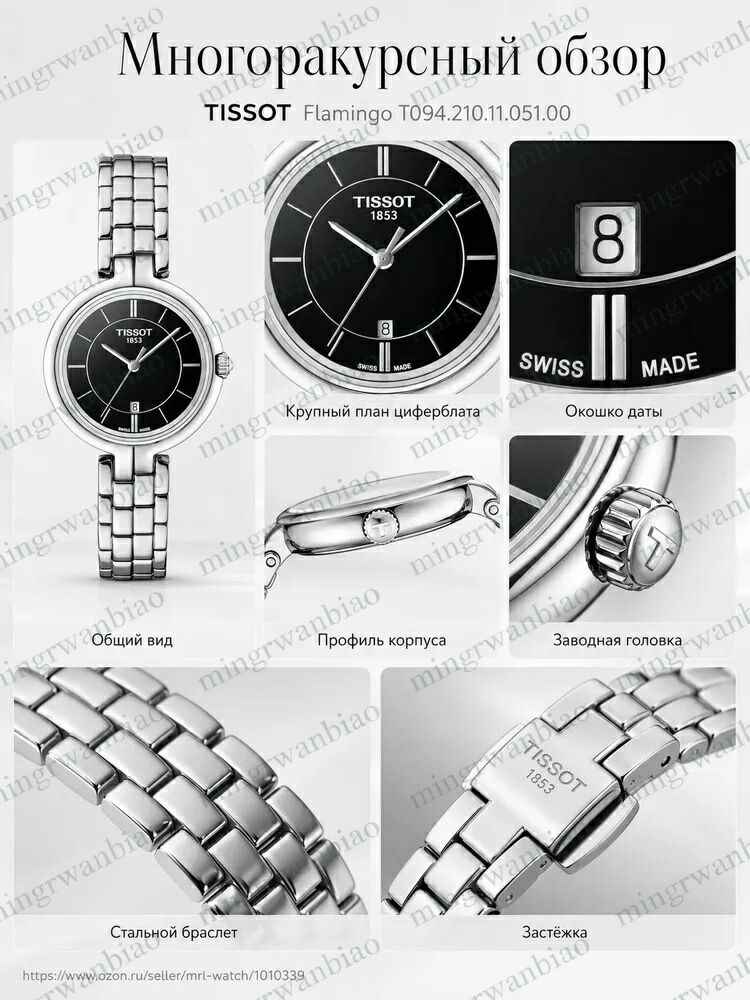 Многоракурсный обзор
TISSOT Flamingo T094.210.11.051.00
TISSOT
1853
8
SWISS MADE
TISSOT
1853
8
SWISS MADE
8
SWISS MADE
Крупный план циферблата
Окошко даты
T
T
Общий вид
Профиль корпуса
Заводная головка
TISSOT
1853
Стальной браслет
Застёжка
https://www.ozon.ru/seller/mrl-watch/1010339
mingrwanbiao